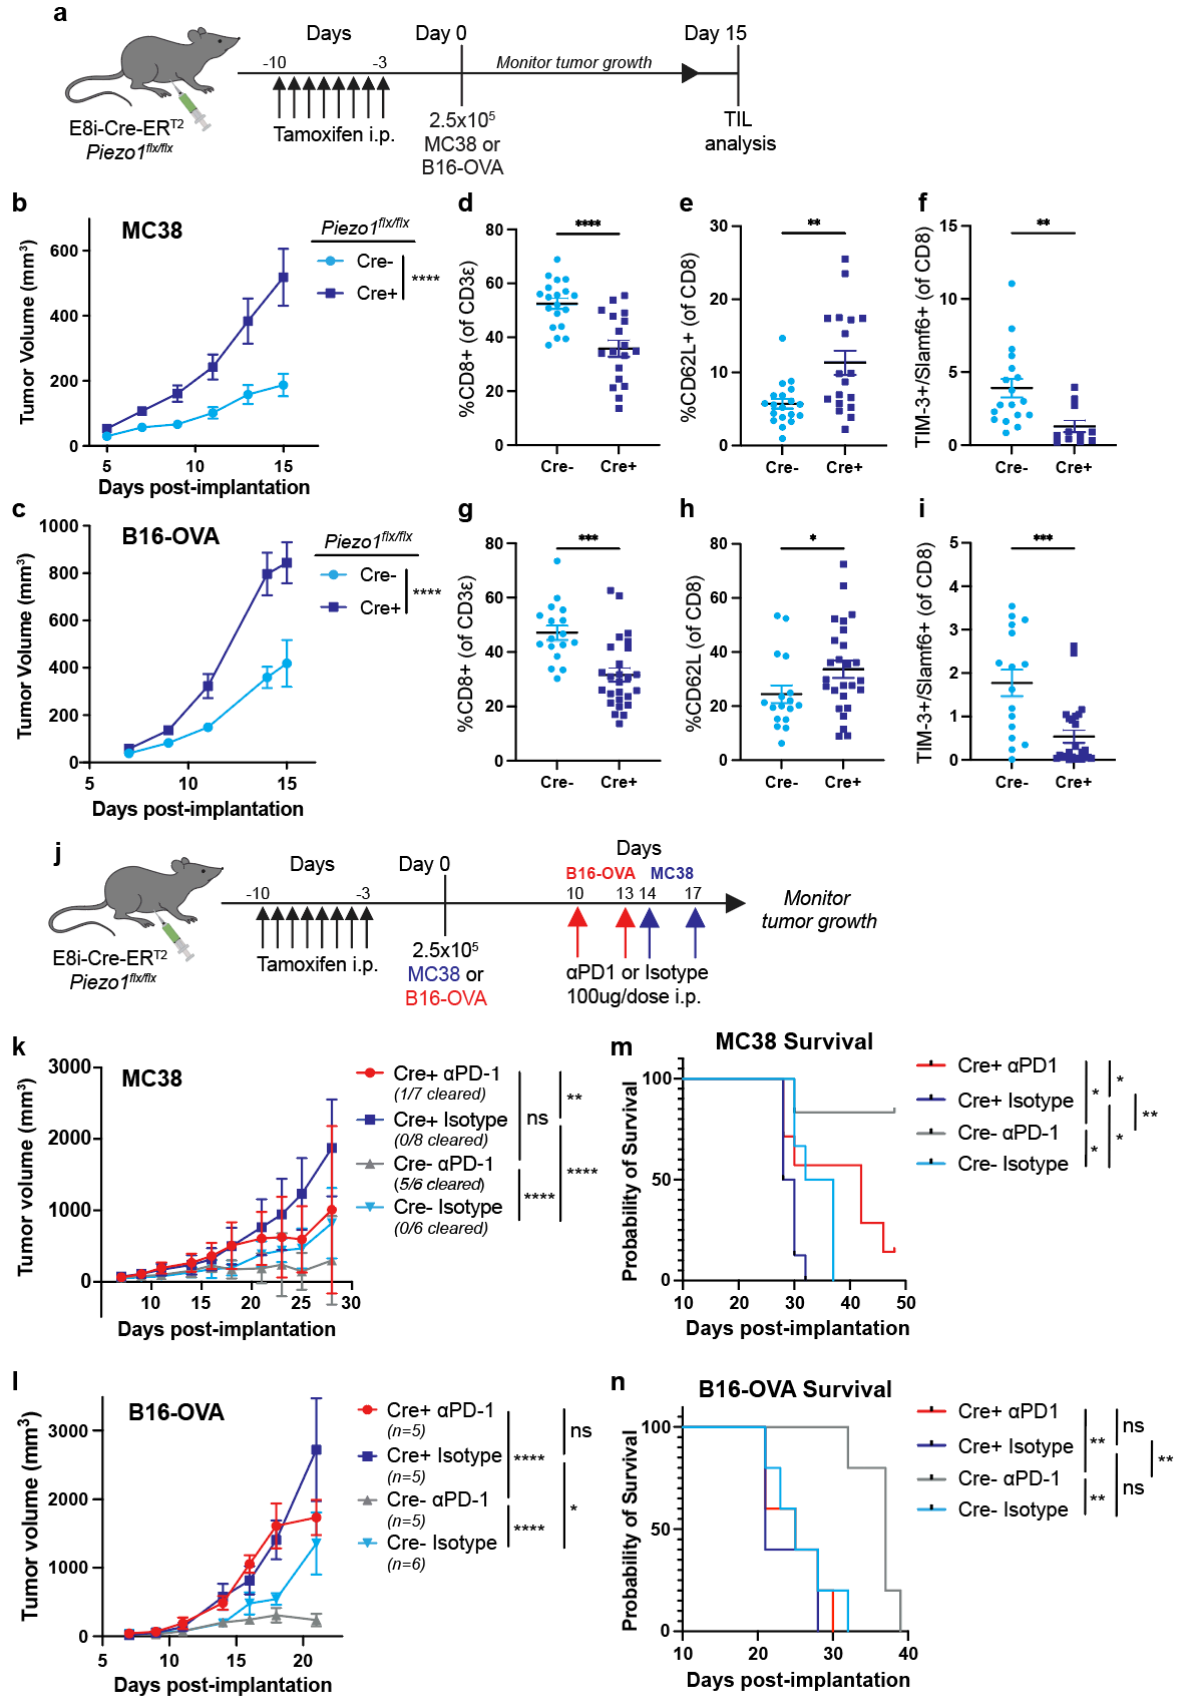 a
Days
Day 0
Day 15
-10
-3
Monitor tumor growth
Tamoxifen i.p.
E8i-Cre-ERT2
Piezo1flx/flx
2.5x10⁵
MC38 or
B16-OVA
TIL
analysis
b
MC38
Tumor Volume (mm³)
600
400
200
0
5
10
15
Days post-implantation
Piezo1flx/flx
Cre-
Cre+
****
d
%CD8+ (of CD3ε)
80
60
40
20
0
****
Cre-
Cre+
e
%CD62L+ (of CD8)
30
20
10
0
**
Cre-
Cre+
f
TIM-3+/Slamf6+ (of CD8)
15
10
5
0
**
Cre-
Cre+
c
B16-OVA
Tumor Volume (mm³)
1000
800
600
400
200
0
5
10
15
Days post-implantation
Piezo1flx/flx
Cre-
Cre+
****
g
%CD8+ (of CD3ε)
80
60
40
20
0
***
Cre-
Cre+
h
%CD62L (of CD8)
80
60
40
20
0
*
Cre-
Cre+
i
TIM-3+/Slamf6+ (of CD8)
5
4
3
2
1
0
***
Cre-
Cre+
j
Days
Day 0
Days
B16-OVA
MC38
-10
-3
10
13
14
17
Monitor
tumor growth
E8i-Cre-ERT2
Piezo1flx/flx
Tamoxifen i.p.
2.5x10⁵
MC38 or
B16-OVA
αPD1 or Isotype
100ug/dose i.p.
k
MC38
Tumor volume (mm³)
3000
2000
1000
0
10
15
20
25
30
Days post-implantation
Cre+ αPD-1
(1/7 cleared)
Cre+ Isotype
(0/8 cleared)
Cre- αPD-1
(5/6 cleared)
Cre- Isotype
(0/6 cleared)
ns
**
****
****
m
MC38 Survival
Probability of Survival
100
50
0
10
20
30
40
50
Days post-implantation
Cre+ αPD1
Cre+ Isotype
Cre- αPD-1
Cre- Isotype
*
*
**
*
*
l
B16-OVA
Tumor volume (mm³)
3000
2000
1000
0
5
10
15
20
Days post-implantation
Cre+ αPD-1
(n=5)
Cre+ Isotype
(n=5)
Cre- αPD-1
(n=5)
Cre- Isotype
(n=6)
ns
****
*
****
n
B16-OVA Survival
Probability of Survival
100
50
0
10
20
30
40
Days post-implantation
Cre+ αPD1
Cre+ Isotype
Cre- αPD-1
Cre- Isotype
ns
**
**
ns
**